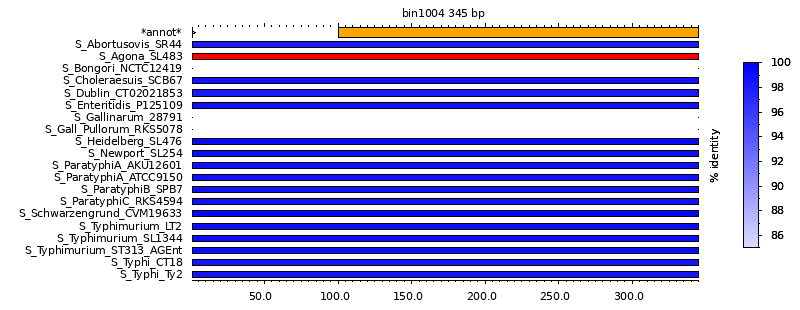 bin1004 345 bp
*annot*
S_Abortusovis_SR44
S_Agona_SL483
S_Bongori_NCTC12419
S_Choleraesuis_SCB67
S_Dublin_CT02021853
S_Enteritidis_P125109
S_Gallinarum_28791
S_Gall_Pullorum_RKS5078
S_Heidelberg_SL476
S_Newport_SL254
S_ParatyphiA_AKU12601
S_ParatyphiA_ATCC9150
S_ParatyphiB_SPB7
S_ParatyphiC_RKS4594
S_Schwarzengrund_CVM19633
S_Typhimurium_LT2
S_Typhimurium_SL1344
S_Typhimurium_ST313_AGEnt
S_Typhi_CT18
S_Typhi_Ty2
50.0 100.0 150.0 200.0 250.0 300.0
% identity
100
98
96
94
92
90
88
86